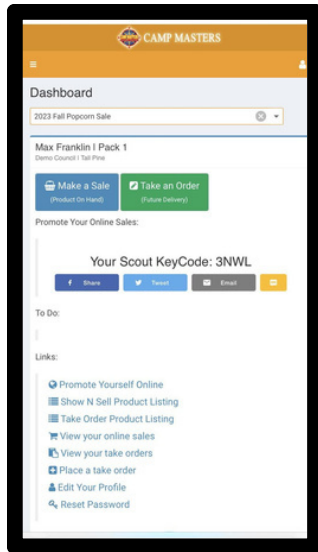 CAMP MASTERS
Dashboard
2023 Fall Popcorn Sale
Max Franklin | Pack 1
Demo Council | Tall Pine
Make a Sale
(Product On Hand)
Take an Order
(Future Delivery)
Promote Your Online Sales:
Your Scout KeyCode: 3NWL
Share
Tweet
Email
To Do:
Links:
Promote Yourself Online
Show N Sell Product Listing
Take Order Product Listing
View your online sales
View your take orders
Place a take order
Edit Your Profile
Reset Password